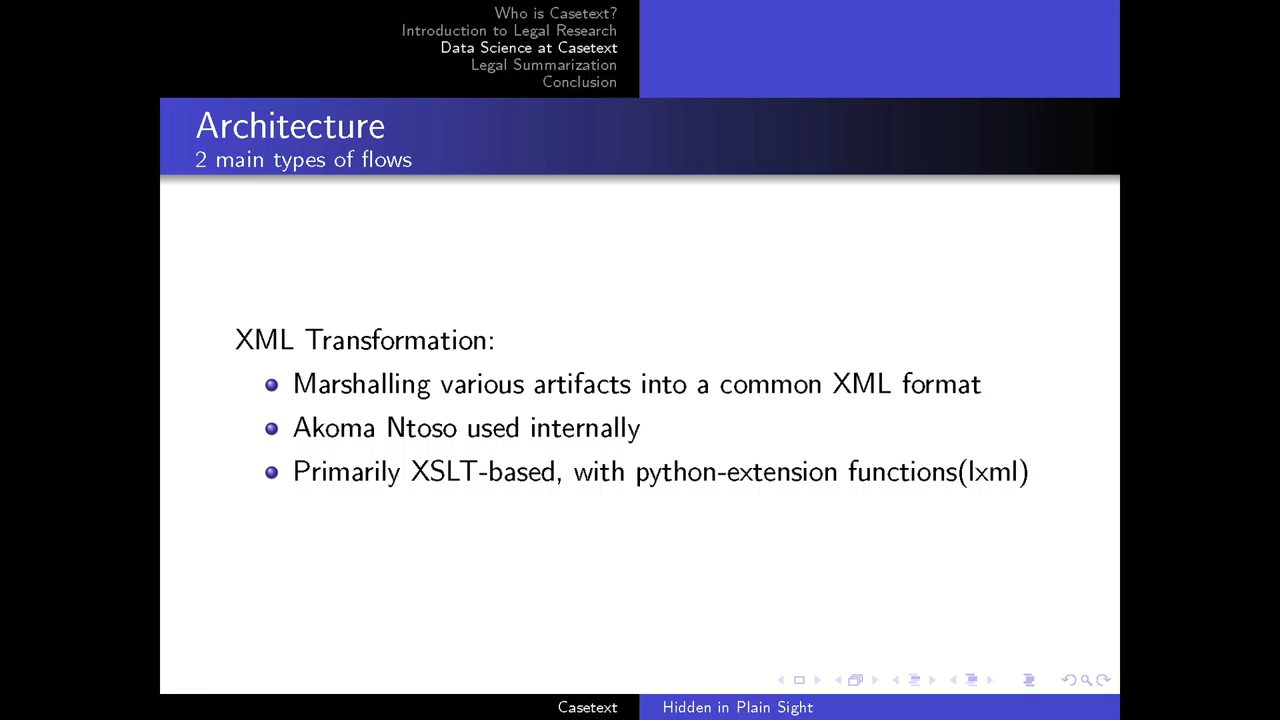 Who is Casetext?
Introduction to Legal Research
Data Science at Casetext
Legal Summarization
Conclusion
Architecture
2 main types of flows
XML Transformation:
Marshalling various artifacts into a common XML format
Akoma Ntoso used internally
Primarily XSLT-based, with python-extension functions(lxml)
Casetext
Hidden in Plain Sight